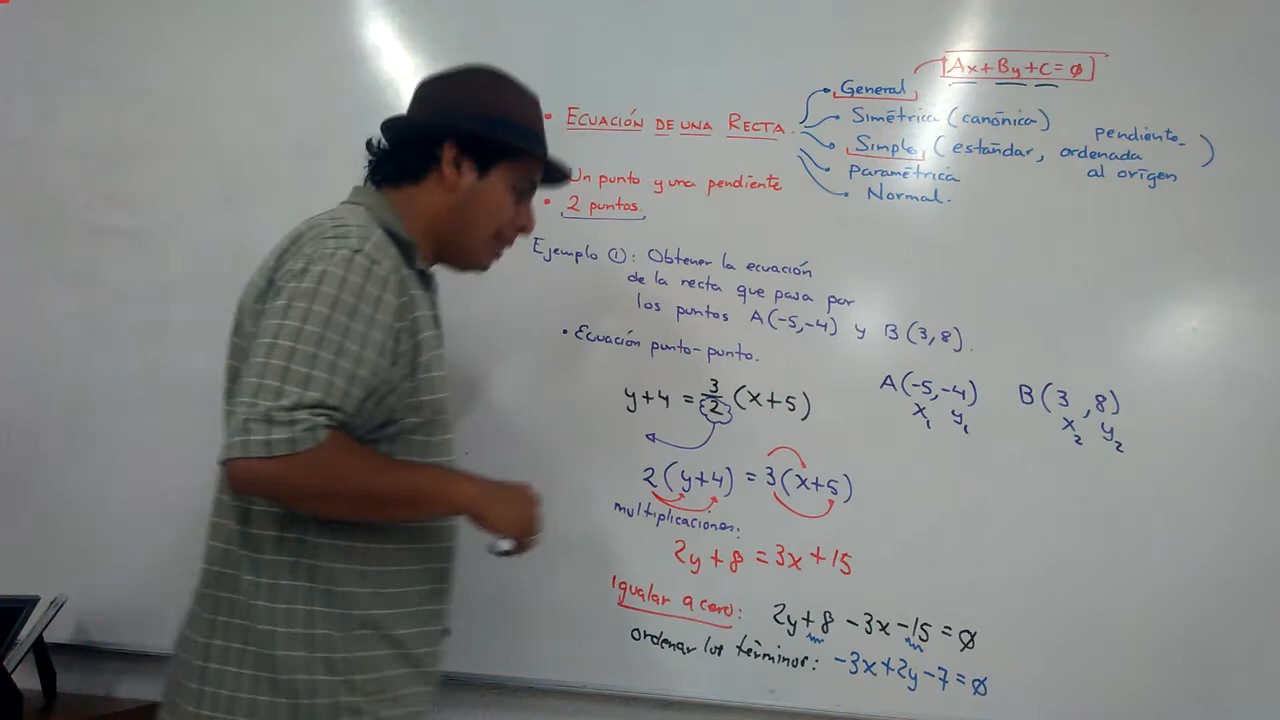 Ax+By+C=Ø
• ECUACIÓN DE UNA RECTA.
General
Simétrica (canónica)
Simple (estándar, pendiente ordenada al origen)
Paramétrica
Normal.
Un punto y una pendiente
• 2 puntos.
Ejemplo ①: Obtener la ecuación
de la recta que pasa por
los puntos A(-5,-4) y B(3,8).
• Ecuación punto-punto.
y+4 = 3/2 (x+5)
A(-5,-4) B(3,8)
x₁ y₁ x₂ y₂
2(y+4) = 3(x+5)
multiplicaciones:
2y+8 = 3x+15
Igualar a cero: 2y+8-3x-15=Ø
ordenar los términos: -3x+2y-7=Ø